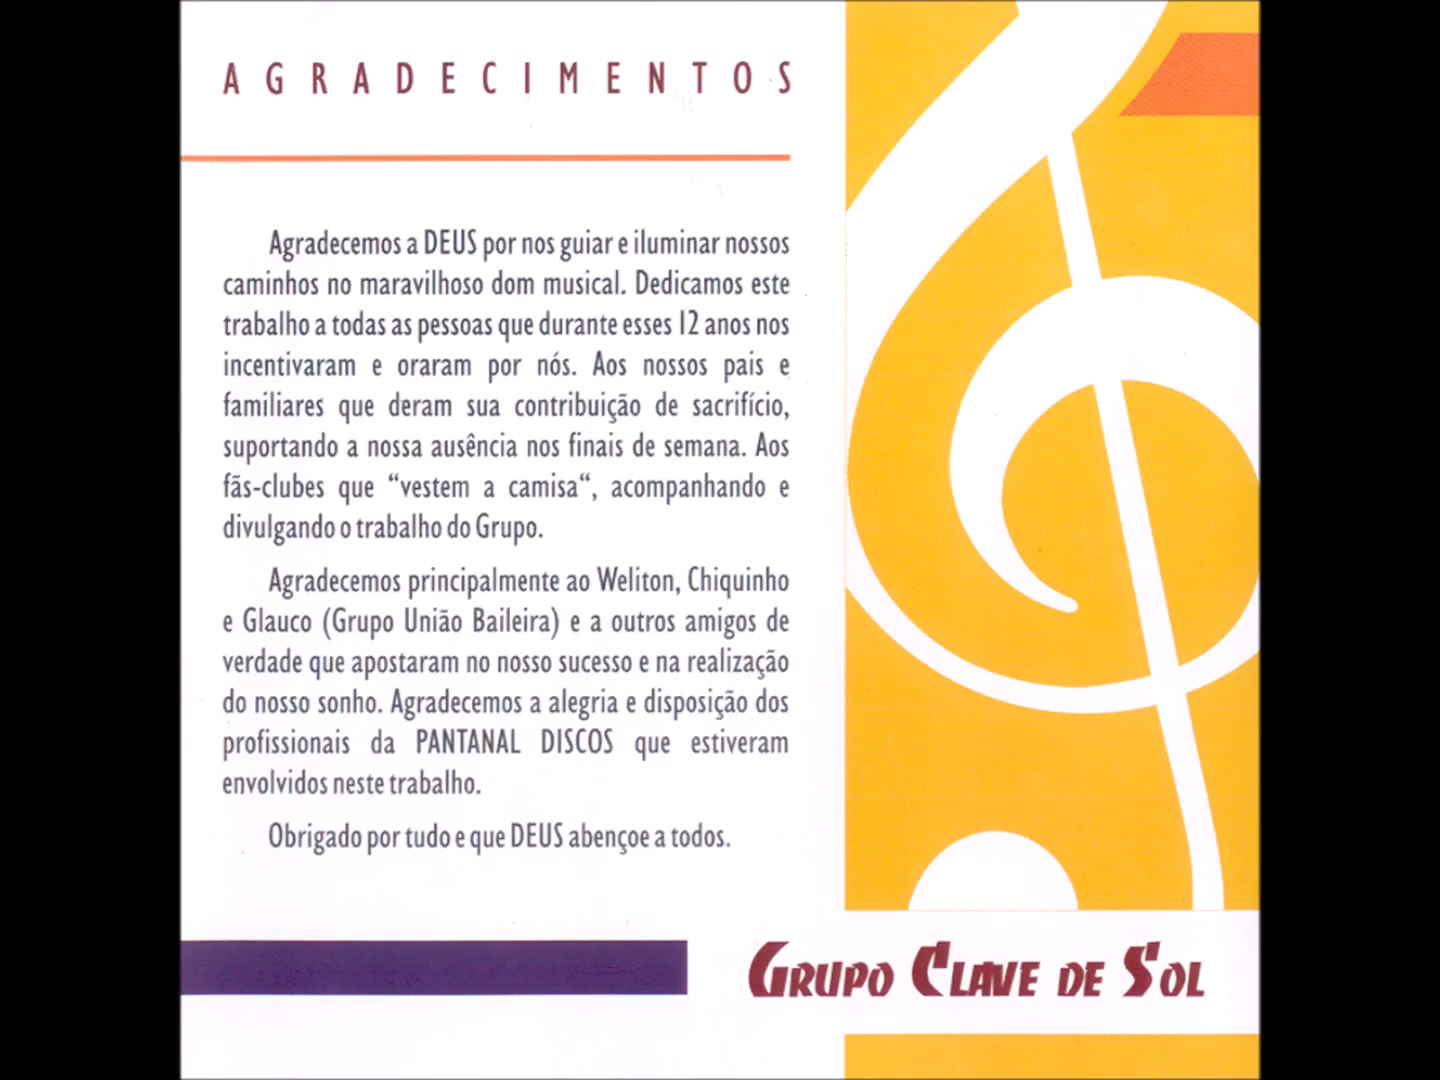 AGRADECIMENTOS
Agradecemos a DEUS por nos guiar e iluminar nossos
caminhos no maravilhoso dom musical. Dedicamos este
trabalho a todas as pessoas que durante esses 12 anos nos
incentivaram e oraram por nós. Aos nossos pais e
familiares que deram sua contribuição de sacrifício,
suportando a nossa ausência nos finais de semana. Aos
fãs-clubes que “vestem a camisa“, acompanhando e
divulgando o trabalho do Grupo.
Agradecemos principalmente ao Weliton, Chiquinho
e Glauco (Grupo União Baileira) e a outros amigos de
verdade que apostaram no nosso sucesso e na realização
do nosso sonho. Agradecemos a alegria e disposição dos
profissionais da PANTANAL DISCOS que estiveram
envolvidos neste trabalho.
Obrigado por tudo e que DEUS abençoe a todos.
GRUPO CLAVE DE SOL